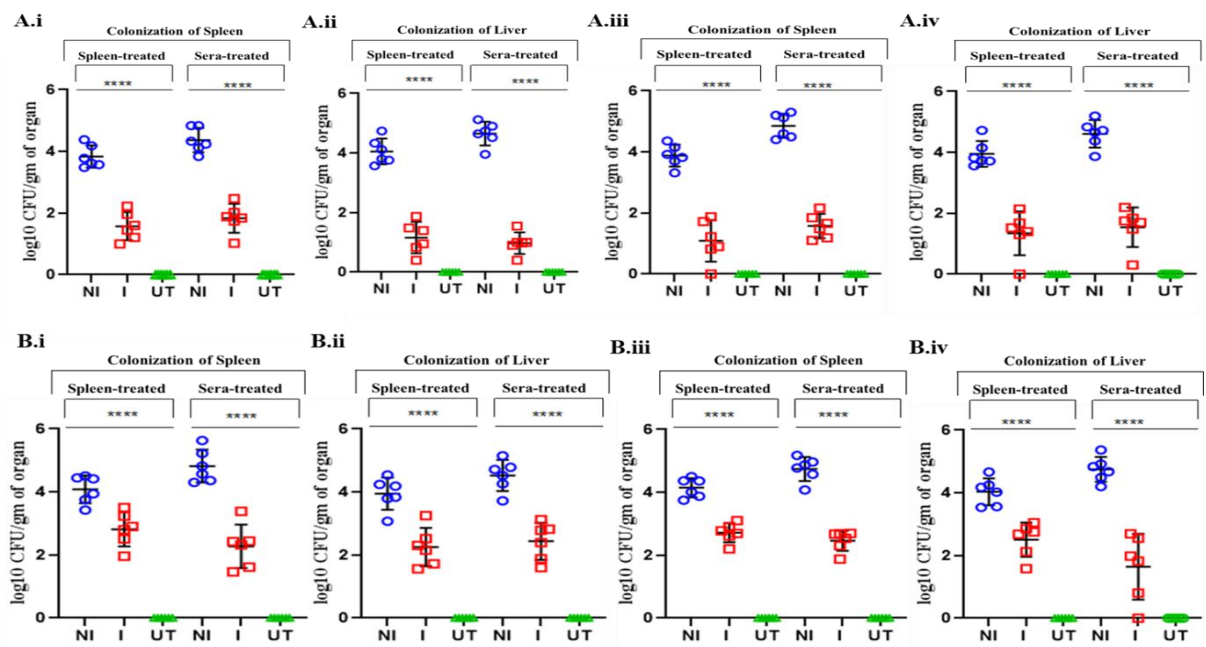 A.i
Colonization of Spleen
Spleen-treated Sera-treated
**** ****
log10 CFU/gm of organ
6
4
2
0
NI I UT NI I UT
A.ii
Colonization of Liver
Spleen-treated Sera-treated
**** ****
log10 CFU/gm of organ
6
4
2
0
NI I UT NI I UT
A.iii
Colonization of Spleen
Spleen-treated Sera-treated
**** ****
log10 CFU/gm of organ
6
4
2
0
NI I UT NI I UT
A.iv
Colonization of Liver
Spleen-treated Sera-treated
**** ****
log10 CFU/gm of organ
6
4
2
0
NI I UT NI I UT
B.i
Colonization of Spleen
Spleen-treated Sera-treated
**** ****
log10 CFU/gm of organ
6
4
2
0
NI I UT NI I UT
B.ii
Colonization of Liver
Spleen-treated Sera-treated
**** ****
log10 CFU/gm of organ
6
4
2
0
NI I UT NI I UT
B.iii
Colonization of Spleen
Spleen-treated Sera-treated
**** ****
log10 CFU/gm of organ
6
4
2
0
NI I UT NI I UT
B.iv
Colonization of Liver
Spleen-treated Sera-treated
**** ****
log10 CFU/gm of organ
6
4
2
0
NI I UT NI I UT